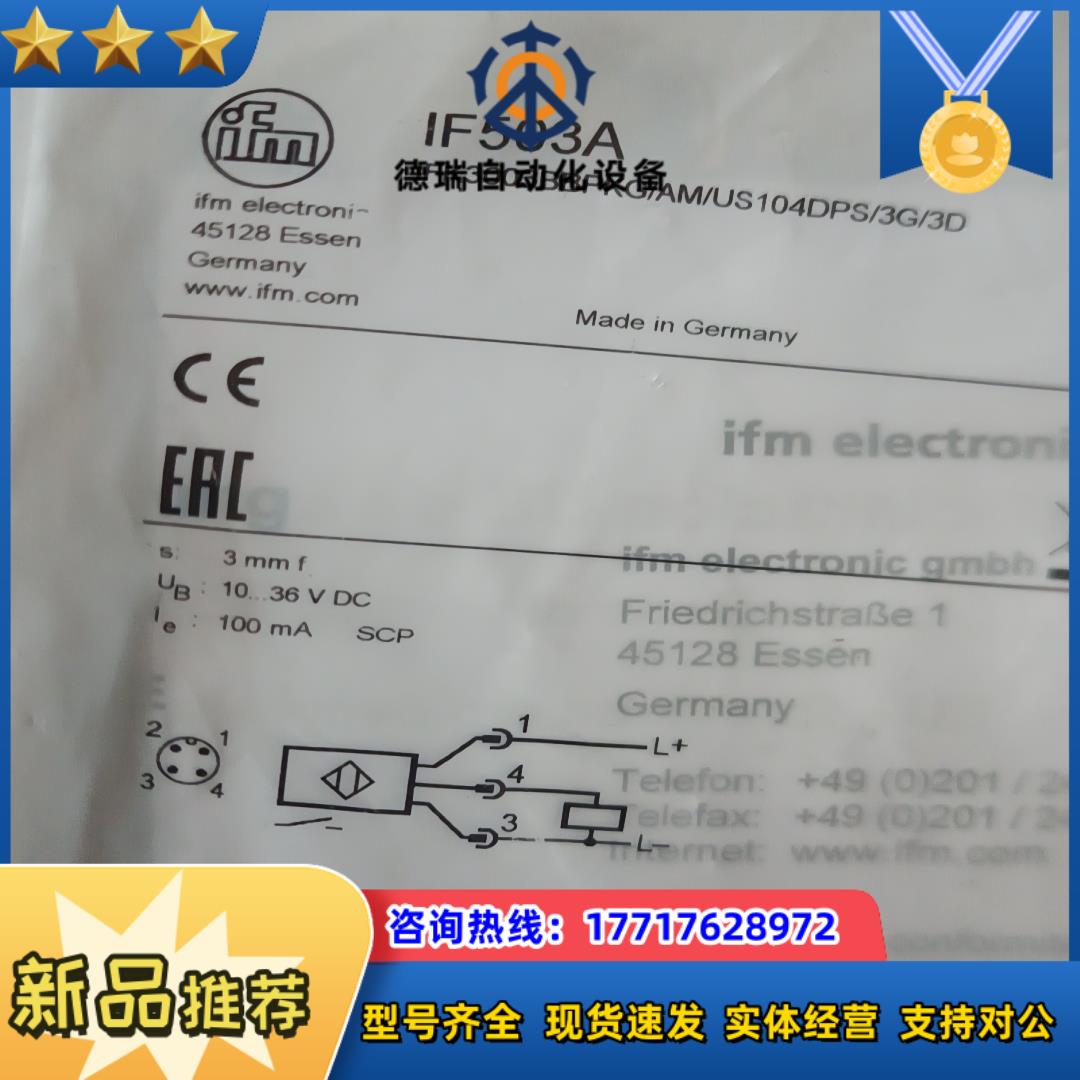 ifm
IF503A
德瑞自动化设备
G/AM/US104DPS/3G/3D
ifm electroni
45128 Essen
Germany
www.ifm.com
Made in Germany
CE
EAC
ifm electroni
s: 3 mm f
UB: 10...36 V DC
Ie: 100 mA SCP
ifm electronic gmbh
Friedrichstraße 1
45128 Essen
Germany
Telefon: +49 (0)201 / 2
Telefax: +49 (0)201 / 2
Internet: www.ifm.com
2 1
3 4
1 L+
4
3 L-
咨询热线：17717628972
新品推荐
型号齐全 现货速发 实体经营 支持对公